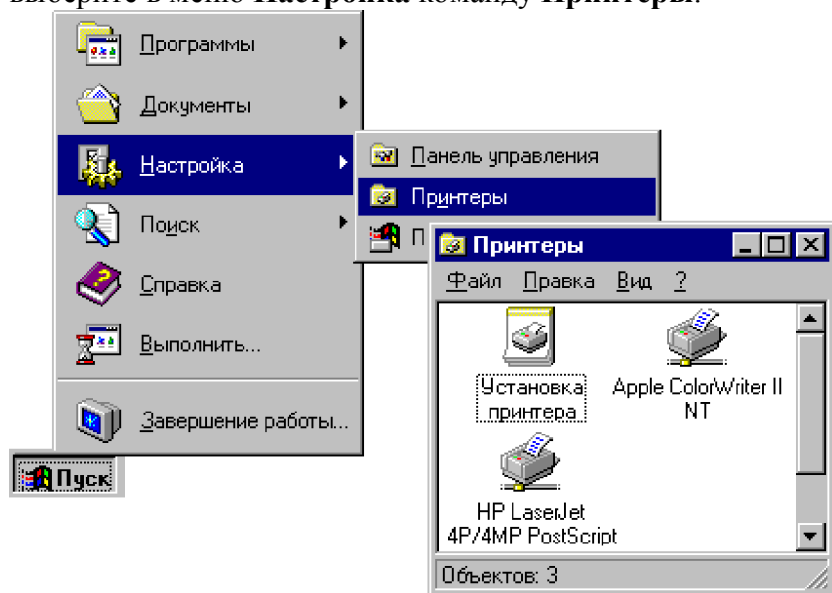 выберите в меню Настройка команду Принтеры.
Программы
Документы
Настройка
Поиск
Справка
Выполнить...
Завершение работы...
Пуск
Панель управления
Принтеры
П
Принтеры
Файл Правка Вид ?
Установка
принтера
Apple ColorWriter II
NT
HP LaserJet
4P/4MP PostScript
Объектов: 3